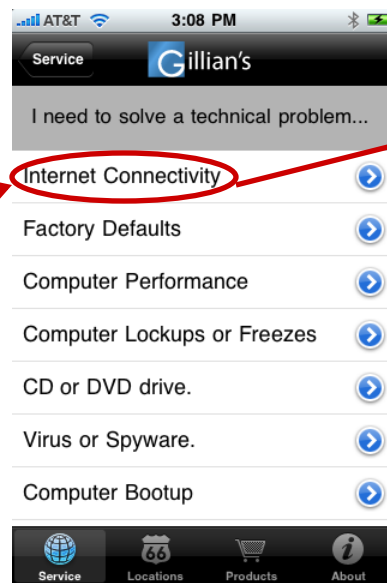 AT&T 3:08 PM
Service Gillian's
I need to solve a technical problem...
Internet Connectivity
Factory Defaults
Computer Performance
Computer Lockups or Freezes
CD or DVD drive.
Virus or Spyware.
Computer Bootup
66
Service Locations Products About